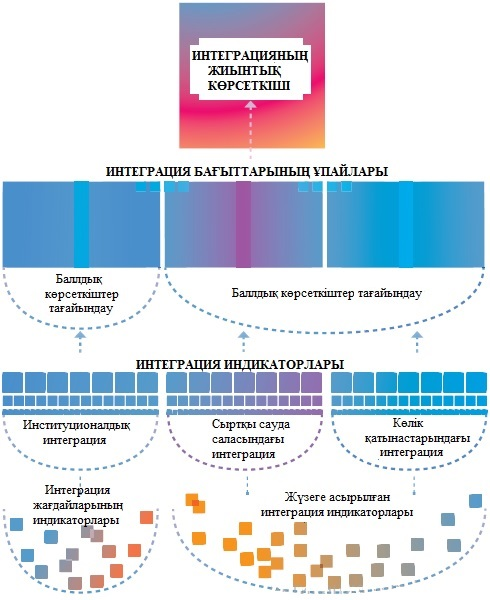 ИНТЕГРАЦИЯНЫҢ
ЖИЫНТЫҚ
КӨРСЕТКІШІ
ИНТЕГРАЦИЯ БАҒЫТТАРЫНЫҢ ҰПАЙЛАРЫ
Баллдық
көрсеткіштер
тағайындау
Баллдық көрсеткіштер тағайындау
ИНТЕГРАЦИЯ ИНДИКАТОРЛАРЫ
Институционалдық
интеграция
Сыртқы сауда
саласындағы
интеграция
Көлік
қатынастарындағы
интеграция
Интеграция
жағдайларының
индикаторлары
Жүзеге асырылған
интеграция индикаторлары